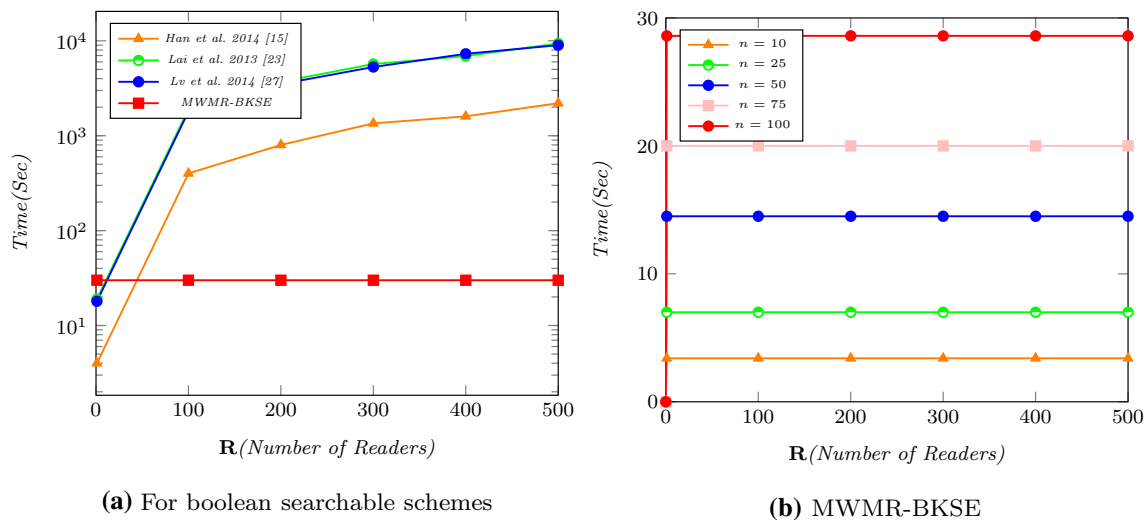 Han et al. 2014 [15]
Lai et al. 2013 [23]
Lv et al. 2014 [27]
MWMR-BKSE
10^4
10^3
10^2
10^1
Time(Sec)
0 100 200 300 400 500
R(Number of Readers)
(a) For boolean searchable schemes
n = 10
n = 25
n = 50
n = 75
n = 100
30
20
10
0
Time(Sec)
0 100 200 300 400 500
R(Number of Readers)
(b) MWMR-BKSE